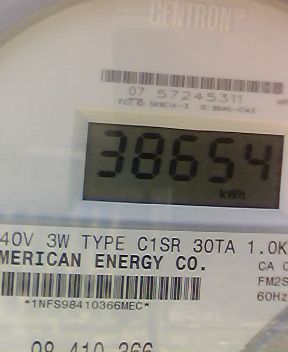 CENTRON
07 57245311
38654
kWh
40V 3W TYPE C1SR 30TA 1.0K
MERICAN ENERGY CO.
CA
FM2S
60Hz
*1NFS98410366MEC*
98 410 366